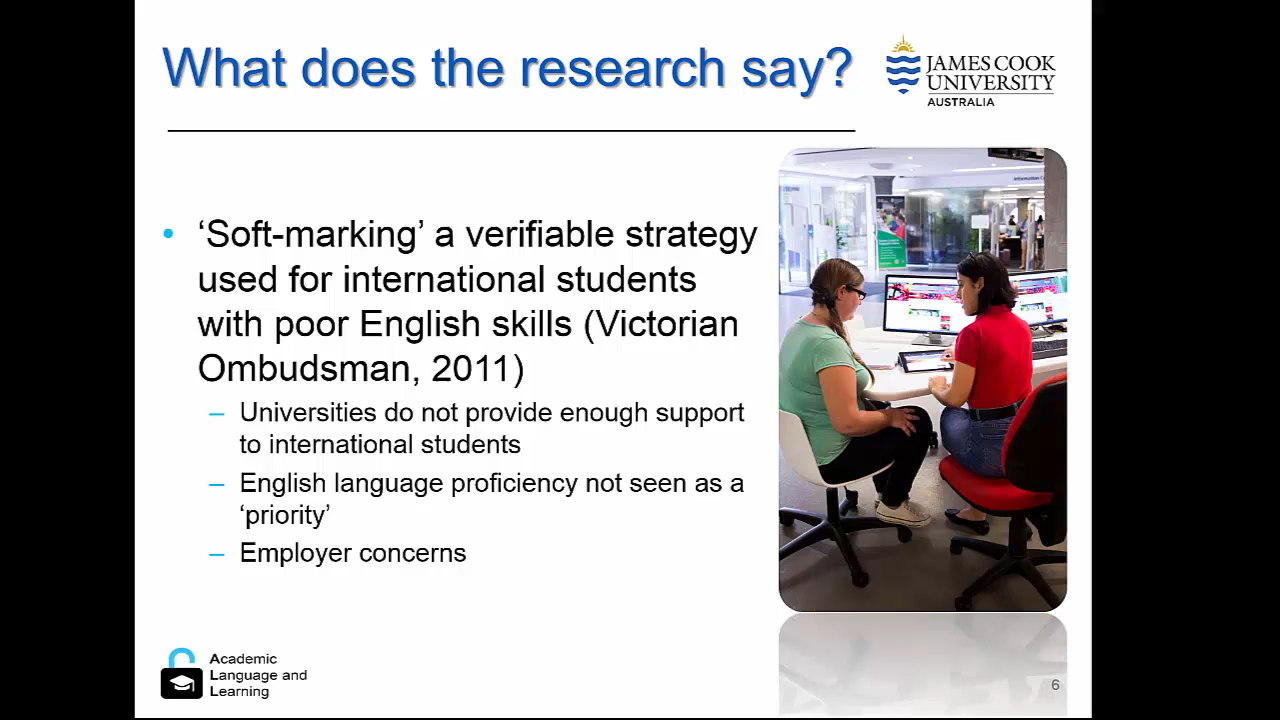 What does the research say?
JAMES COOK
UNIVERSITY
AUSTRALIA
• ‘Soft-marking’ a verifiable strategy
used for international students
with poor English skills (Victorian
Ombudsman, 2011)
– Universities do not provide enough support
to international students
– English language proficiency not seen as a
‘priority’
– Employer concerns
Academic
Language and
Learning
6